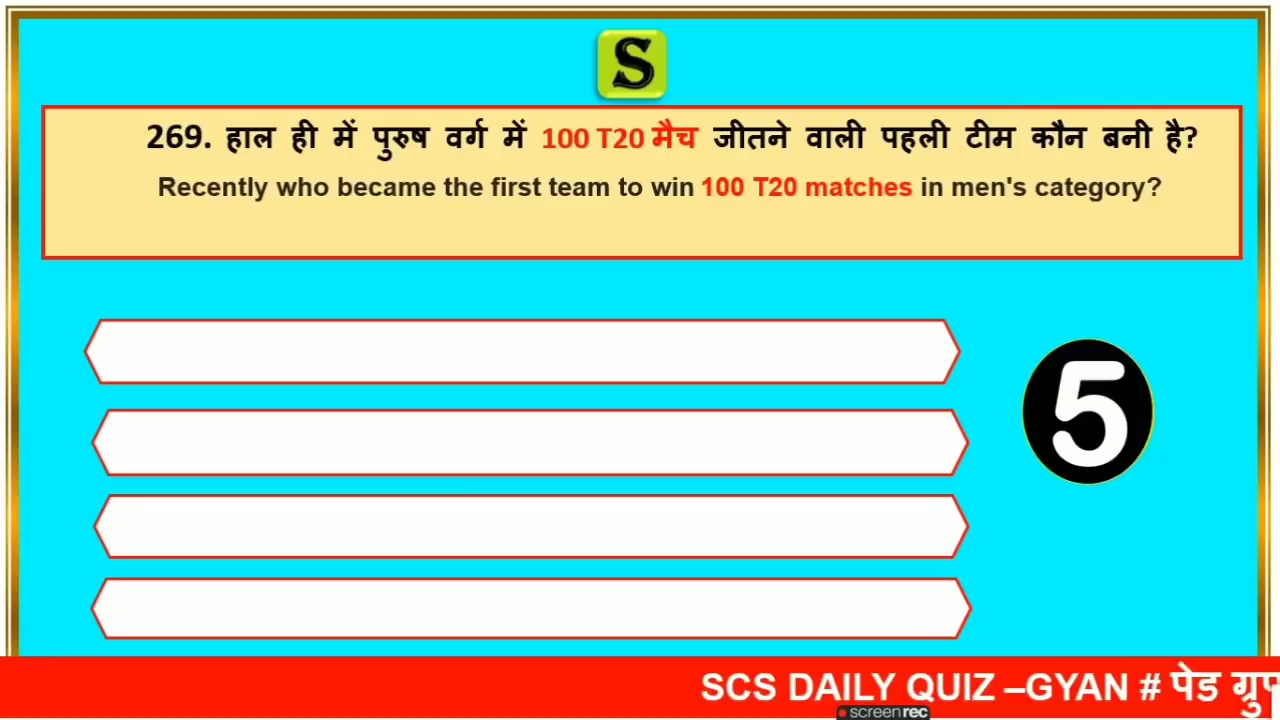 S
269. हाल ही में पुरुष वर्ग में 100 T20 मैच जीतने वाली पहली टीम कौन बनी है?
Recently who became the first team to win 100 T20 matches in men's category?
5
SCS DAILY QUIZ –GYAN # पेड ग्रुप
screenrec